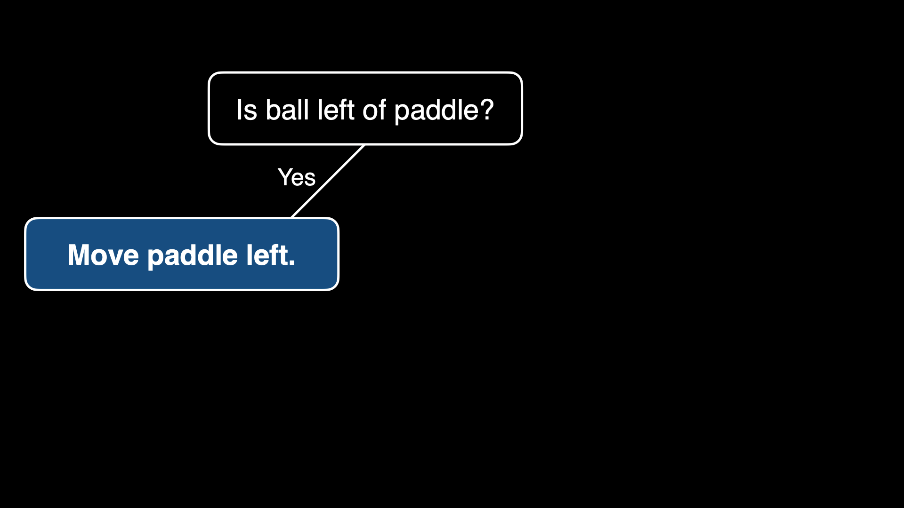 Is ball left of paddle?
Yes
Move paddle left.